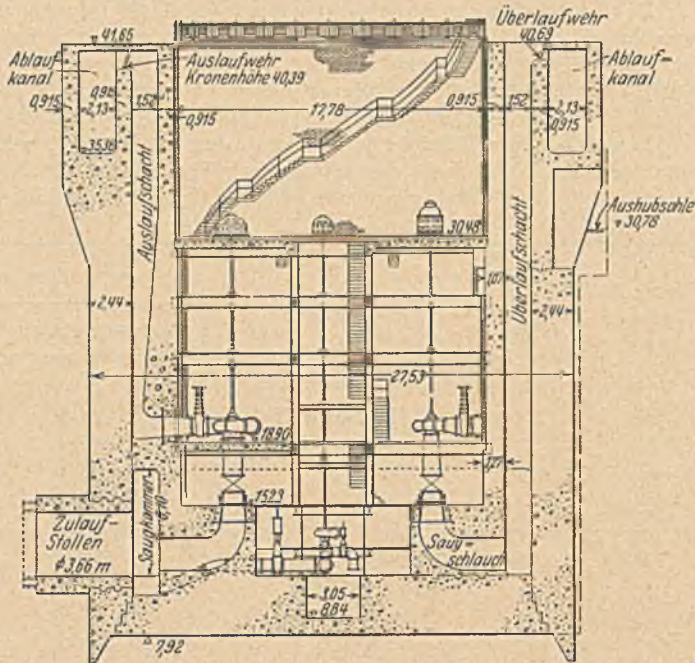 41,65
Überlaufwehr
40,69
Ablauf-
kanal
Auslaufwehr
Kronenhöhe 40,39
Ablauf-
kanal
0,915
2,13
1,52
17,78
0,915
1,52
2,13
0,915
0,915
Auslaufschacht
Überlaufschacht
Aushubsohle
30,78
30,48
1,07
2,44
2,44
27,53
18,90
1,27
Saugkammer
15,23
Zulauf-
Stollen
⌀3,66 m
Saug-
schlauch
3,05
8,84
7,92